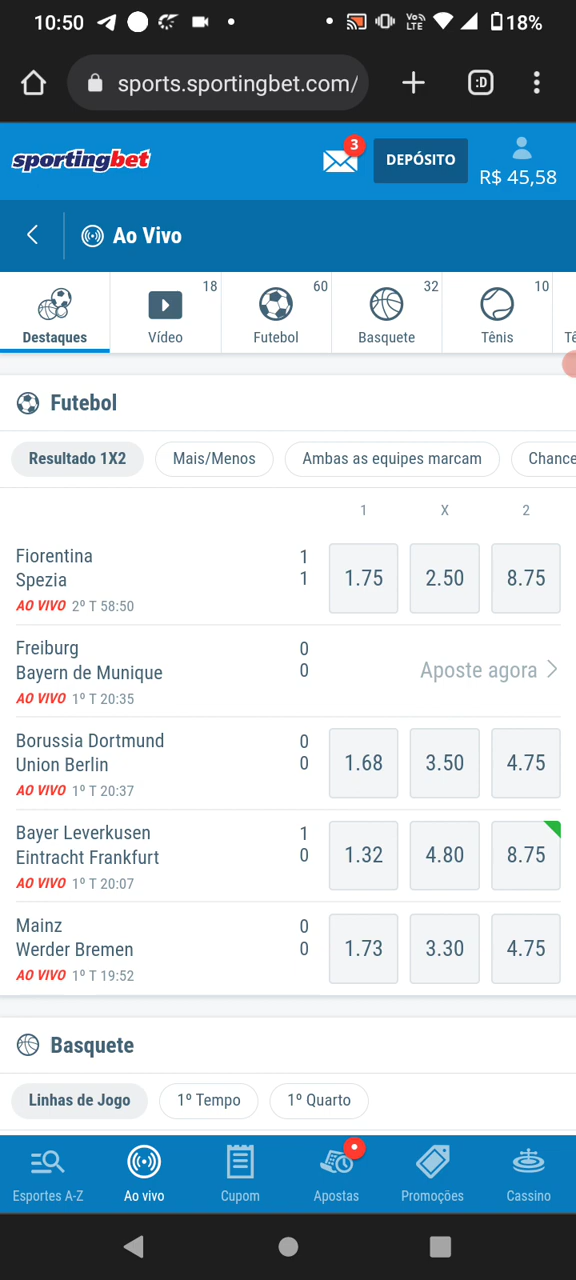 10:50 Vo)) LTE 18%
sports.sportingbet.com/ :D
sportingbet 3 DEPÓSITO R$ 45,58
Ao Vivo
18 60 32 10
Destaques Vídeo Futebol Basquete Tênis Tê
Futebol
Resultado 1X2 Mais/Menos Ambas as equipes marcam Chance
1 X 2
Fiorentina 1
Spezia 1
1.75 2.50 8.75
AO VIVO 2º T 58:50
Freiburg 0
Bayern de Munique 0
Aposte agora
AO VIVO 1º T 20:35
Borussia Dortmund 0
Union Berlin 0
1.68 3.50 4.75
AO VIVO 1º T 20:37
Bayer Leverkusen 1
Eintracht Frankfurt 0
1.32 4.80 8.75
AO VIVO 1º T 20:07
Mainz 0
Werder Bremen 0
1.73 3.30 4.75
AO VIVO 1º T 19:52
Basquete
Linhas de Jogo 1º Tempo 1º Quarto
Esportes A-Z Ao vivo Cupom Apostas Promoções Cassino